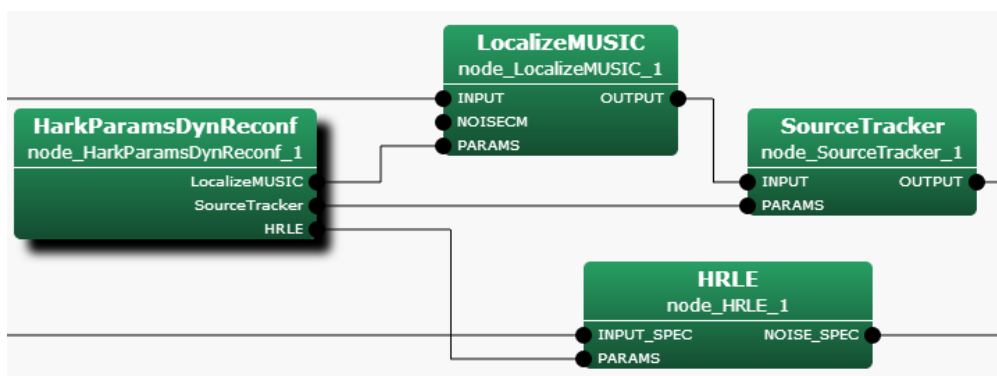 LocalizeMUSIC
node_LocalizeMUSIC_1
INPUT OUTPUT
NOISECM
PARAMS
HarkParamsDynReconf
node_HarkParamsDynReconf_1
LocalizeMUSIC
SourceTracker
HRLE
SourceTracker
node_SourceTracker_1
INPUT OUTPUT
PARAMS
HRLE
node_HRLE_1
INPUT_SPEC NOISE_SPEC
PARAMS